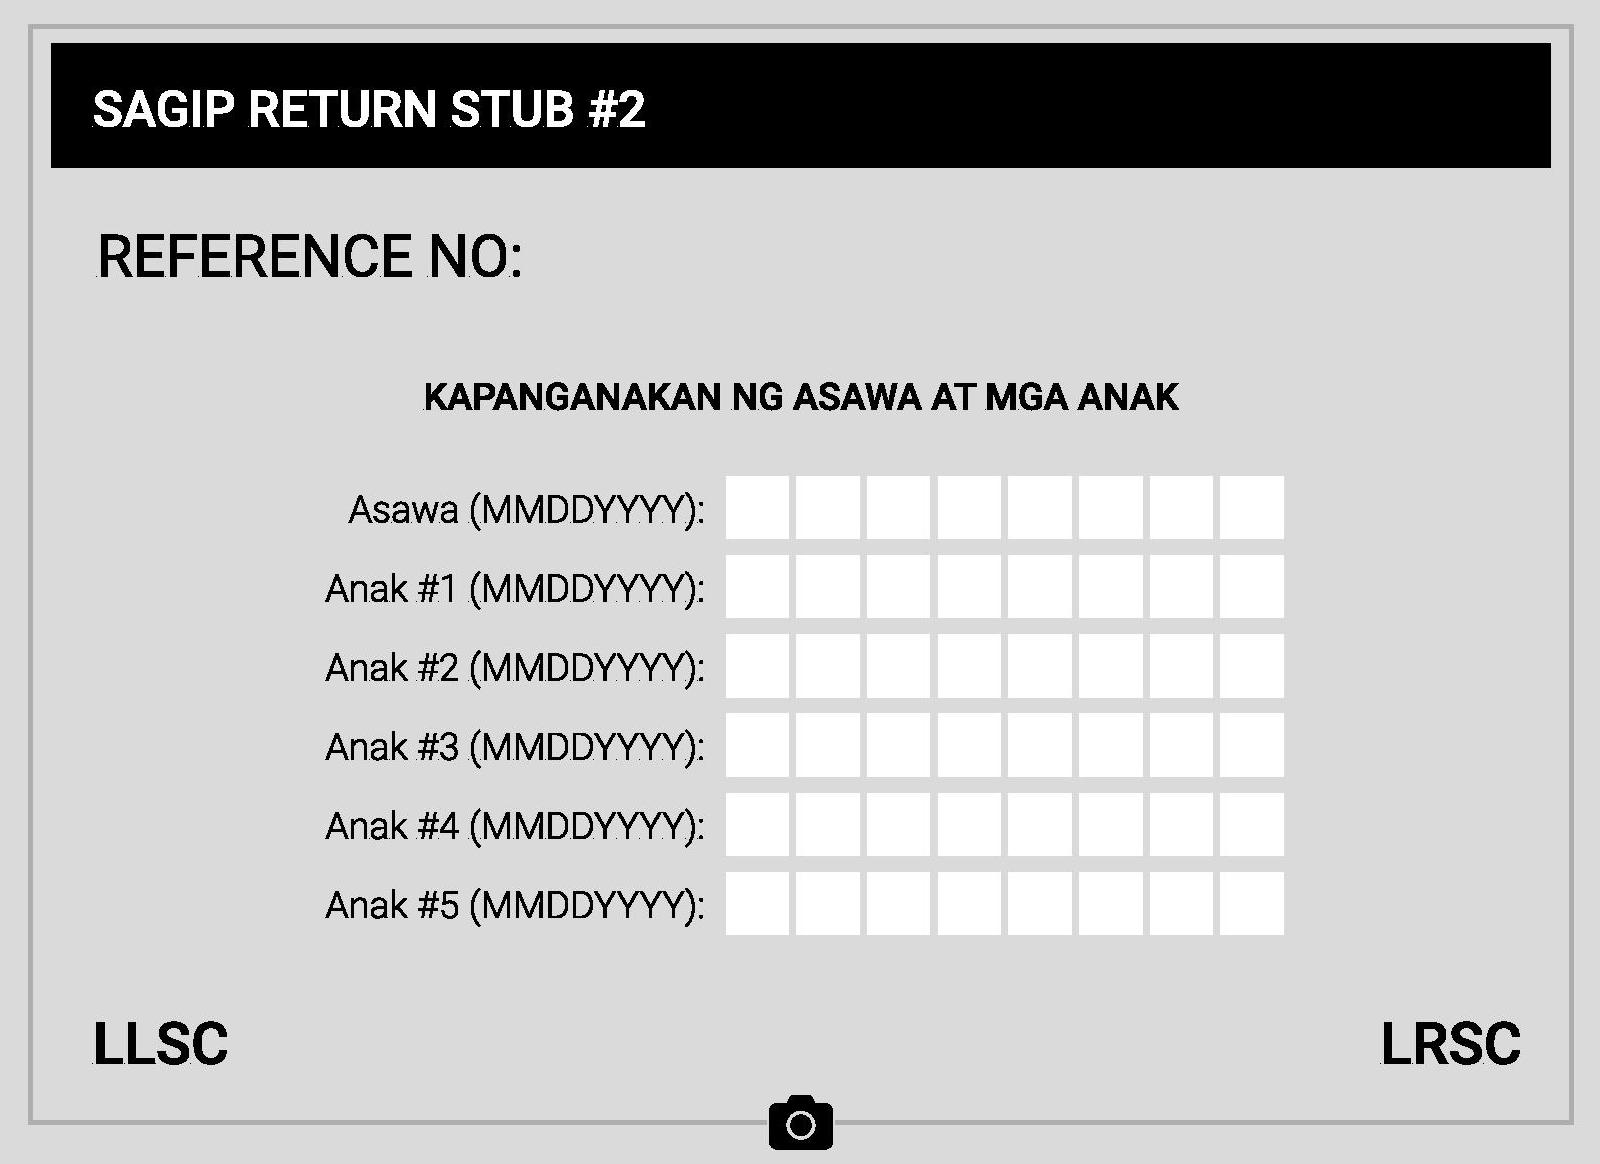 SAGIP RETURN STUB #2
REFERENCE NO:
KAPANGANAKAN NG ASAWA AT MGA ANAK
Asawa (MMDDYYYY):
Anak #1 (MMDDYYYY):
Anak #2 (MMDDYYYY):
Anak #3 (MMDDYYYY):
Anak #4 (MMDDYYYY):
Anak #5 (MMDDYYYY):
LLSC LRSC